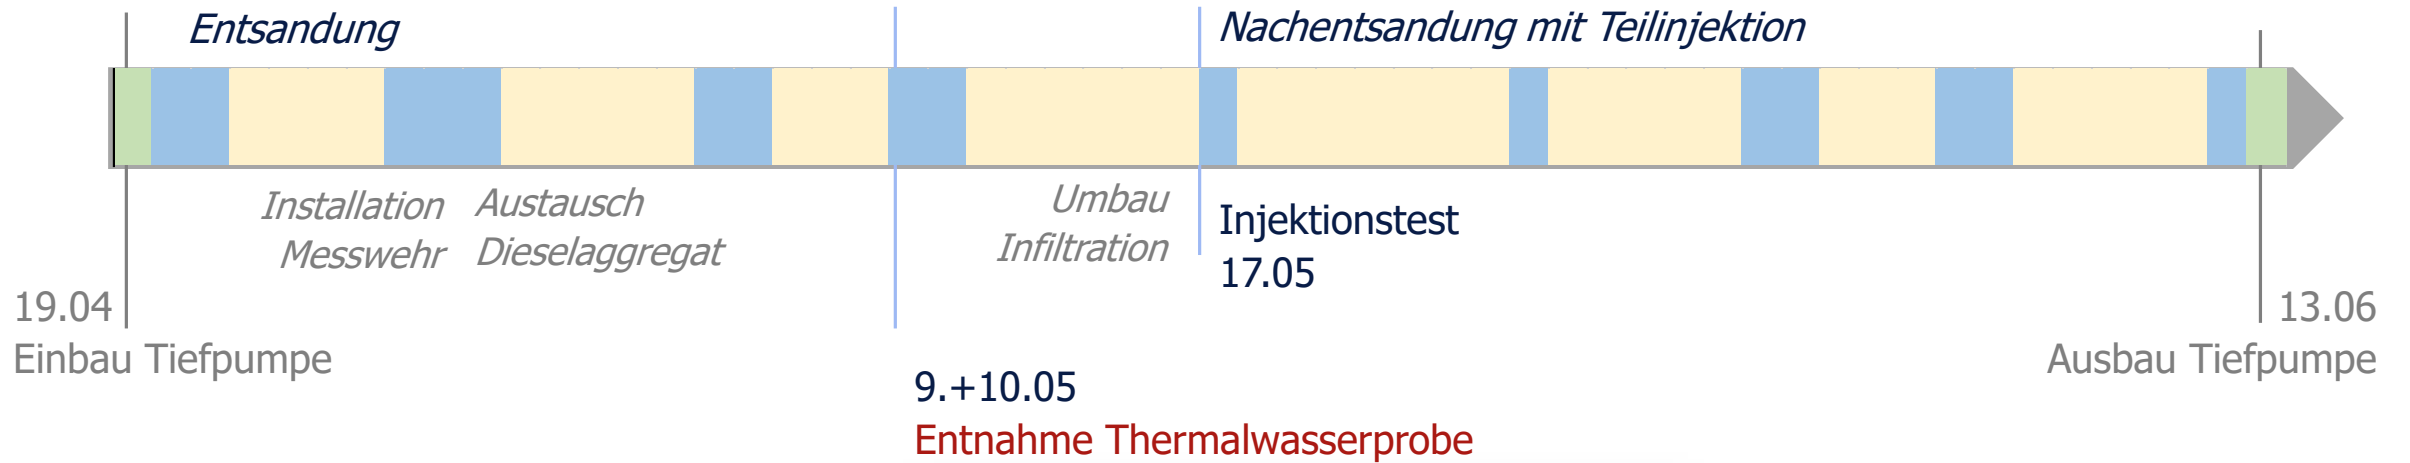 Entsandung
Nachentsandung mit Teilinjektion
Installation
Messwehr
Austausch
Dieselaggregat
Umbau
Infiltration
Injektionstest
17.05
19.04
Einbau Tiefpumpe
13.06
Ausbau Tiefpumpe
9.+10.05
Entnahme Thermalwasserprobe